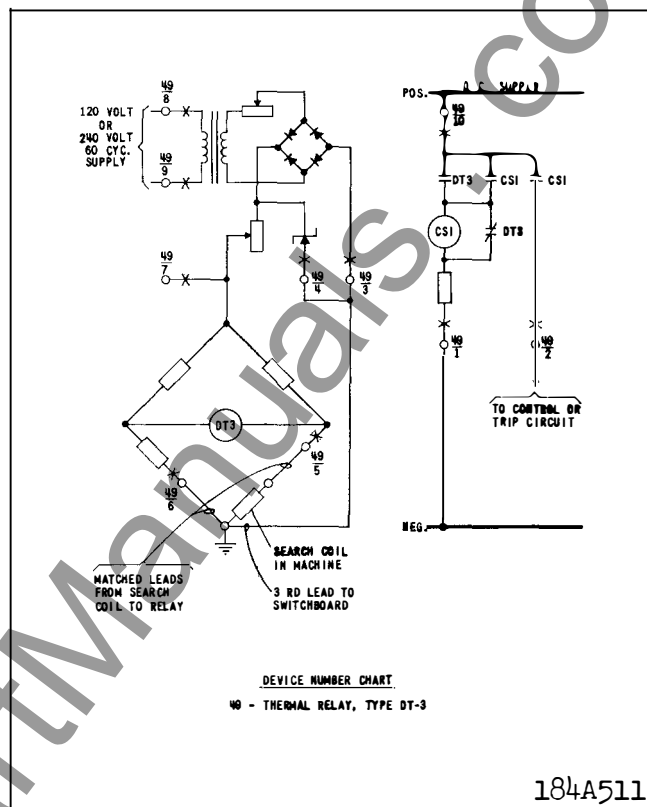 49
8
120 VOLT
OR
240 VOLT
60 CYC.
SUPPLY
49
9
49
7
49
4
49
3
DT3
49
5
49
6
MATCHED LEADS
FROM SEARCH
COIL TO RELAY
SEARCH COIL
IN MACHINE
3 RD LEAD TO
SWITCHBOARD
POS.
49
10
DT3
CS1
CS1
CS1
DT3
49
1
49
2
TO CONTROL OR
TRIP CIRCUIT
NEG.
DEVICE NUMBER CHART
49 - THERMAL RELAY, TYPE DT-3
184A511